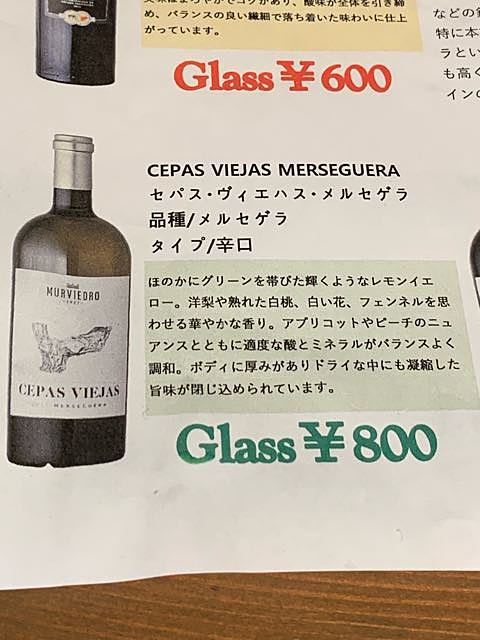 め、バランスの良い繊細で落ち着いた味わいに仕上
がっています。
Glass ¥600
などの
特に本
ラとい
も高く
インの
CEPAS VIEJAS MERSEGUERA
セパス・ヴィエハス・メルセゲラ
品種/メルセゲラ
タイプ/辛口
ほのかにグリーンを帯びた輝くようなレモンイエ
ロー。洋梨や熟れた白桃、白い花、フェンネルを思
わせる華やかな香り。アプリコットやピーチのニュ
アンスとともに適度な酸とミネラルがバランスよく
調和。ボディに厚みがありドライな中にも凝縮した
旨味が閉じ込められています。
Glass ¥800
MURVIEDRO
CEPAS VIEJAS
MERSEGUERA